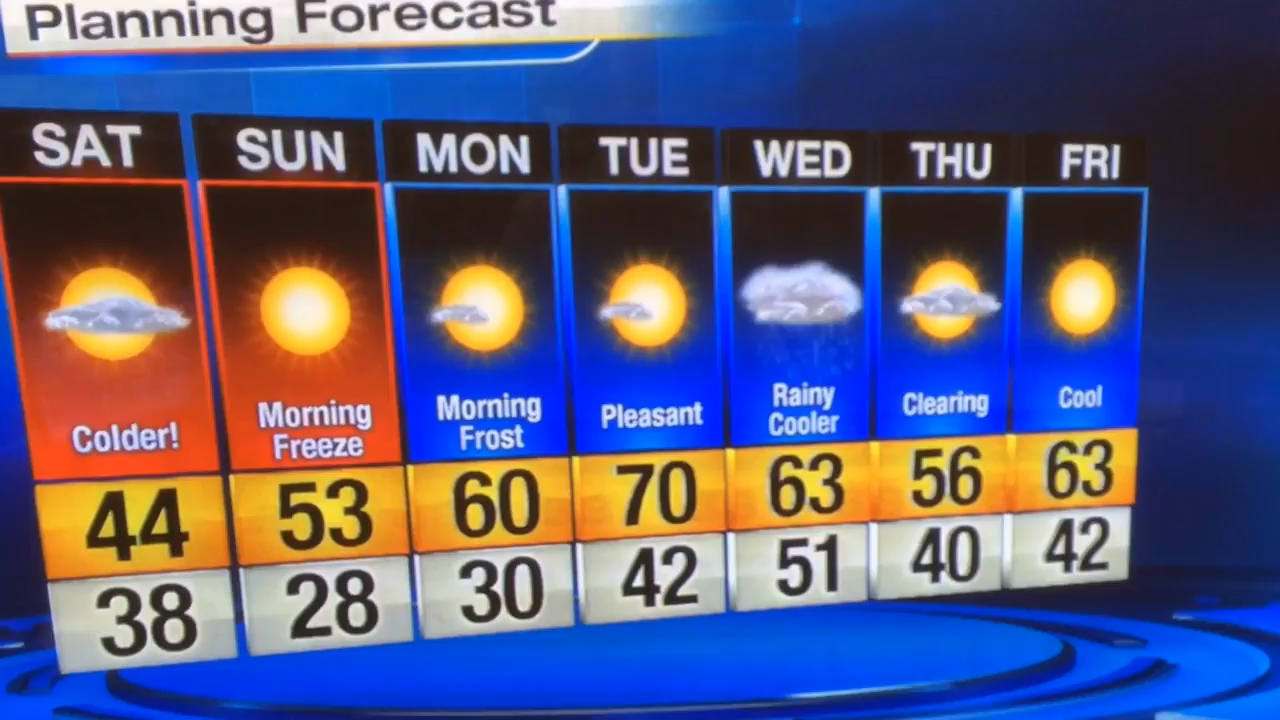 Planning Forecast
SAT SUN MON TUE WED THU FRI
Colder!
Morning
Freeze
Morning
Frost
Pleasant
Rainy
Cooler
Clearing
Cool
44 53 60 70 63 56 63
38 28 30 42 51 40 42